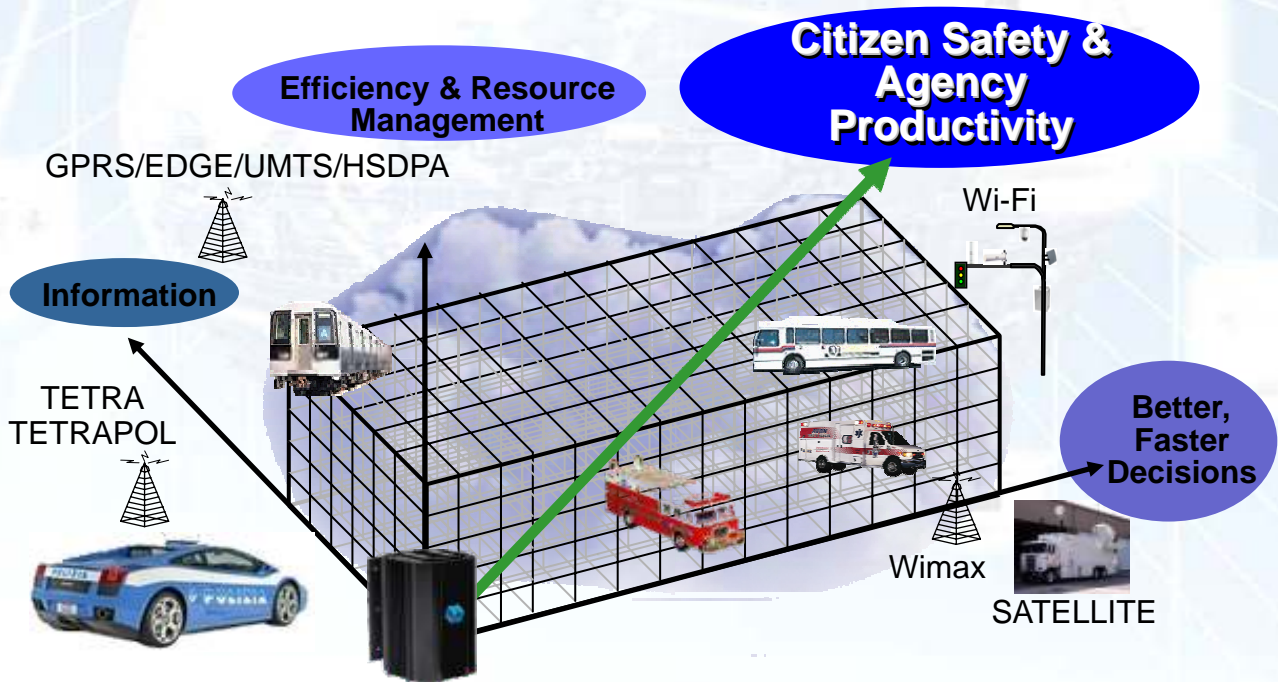 Citizen Safety &
Agency
Productivity
Efficiency & Resource
Management
GPRS/EDGE/UMTS/HSDPA
Wi-Fi
Information
TETRA
TETRAPOL
Better,
Faster
Decisions
Wimax
SATELLITE
A